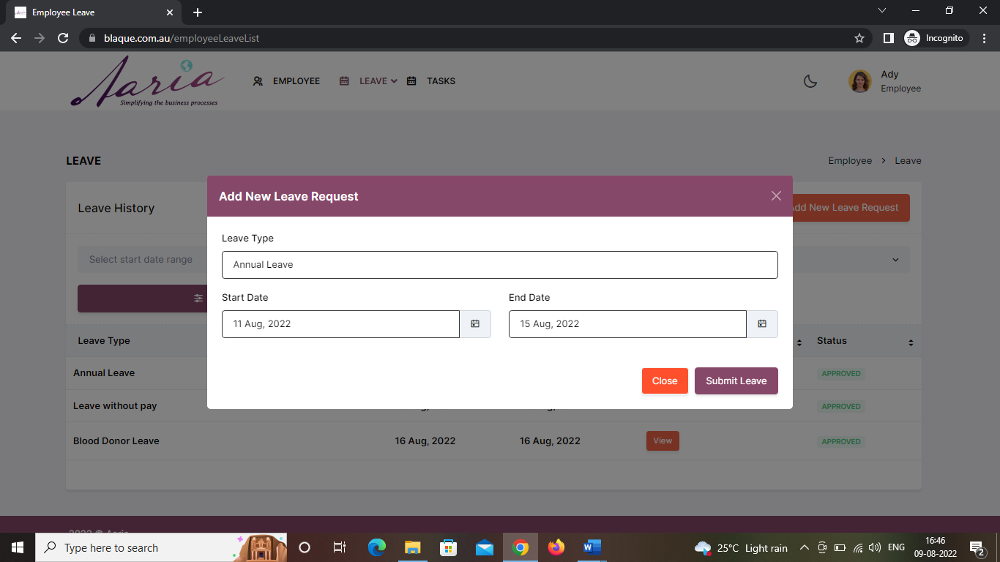 Employee Leave
blaque.com.au/employeeLeaveList
Incognito
Aaria
Simplifying the business processes
EMPLOYEE
LEAVE
TASKS
Ady
Employee
LEAVE
Employee > Leave
Leave History
Add New Leave Request
dd New Leave Request
Leave Type
Annual Leave
Select start date range
Start Date
End Date
11 Aug, 2022
15 Aug, 2022
Leave Type
Status
Close
Submit Leave
Annual Leave
APPROVED
Leave without pay
APPROVED
Blood Donor Leave
16 Aug, 2022
16 Aug, 2022
View
APPROVED
Type here to search
25°C Light rain
ENG
16:46
09-08-2022
2